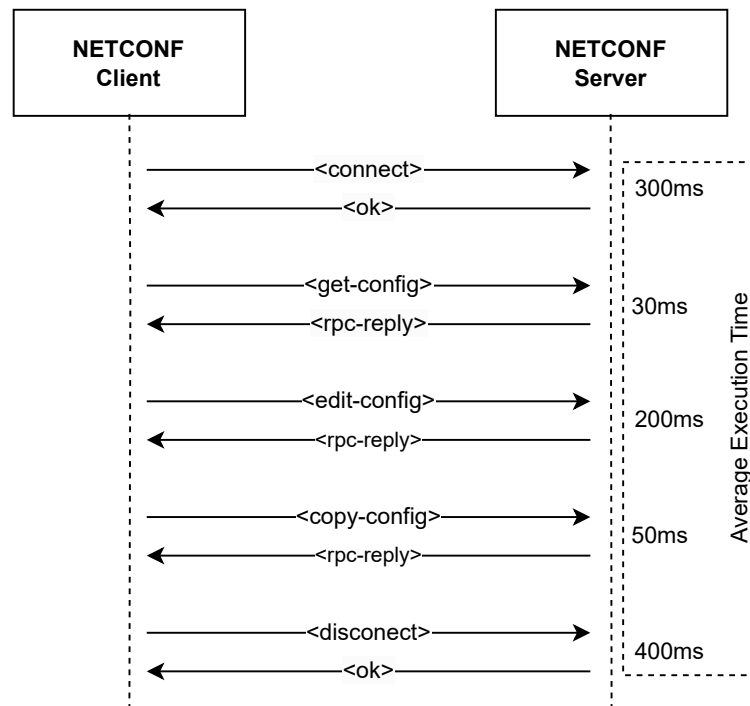 NETCONF
Client
NETCONF
Server
<connect>
300ms
<ok>
<get-config>
30ms
<rpc-reply>
<edit-config>
200ms
<rpc-reply>
<copy-config>
50ms
<rpc-reply>
<disconect>
400ms
<ok>
Average Execution Time